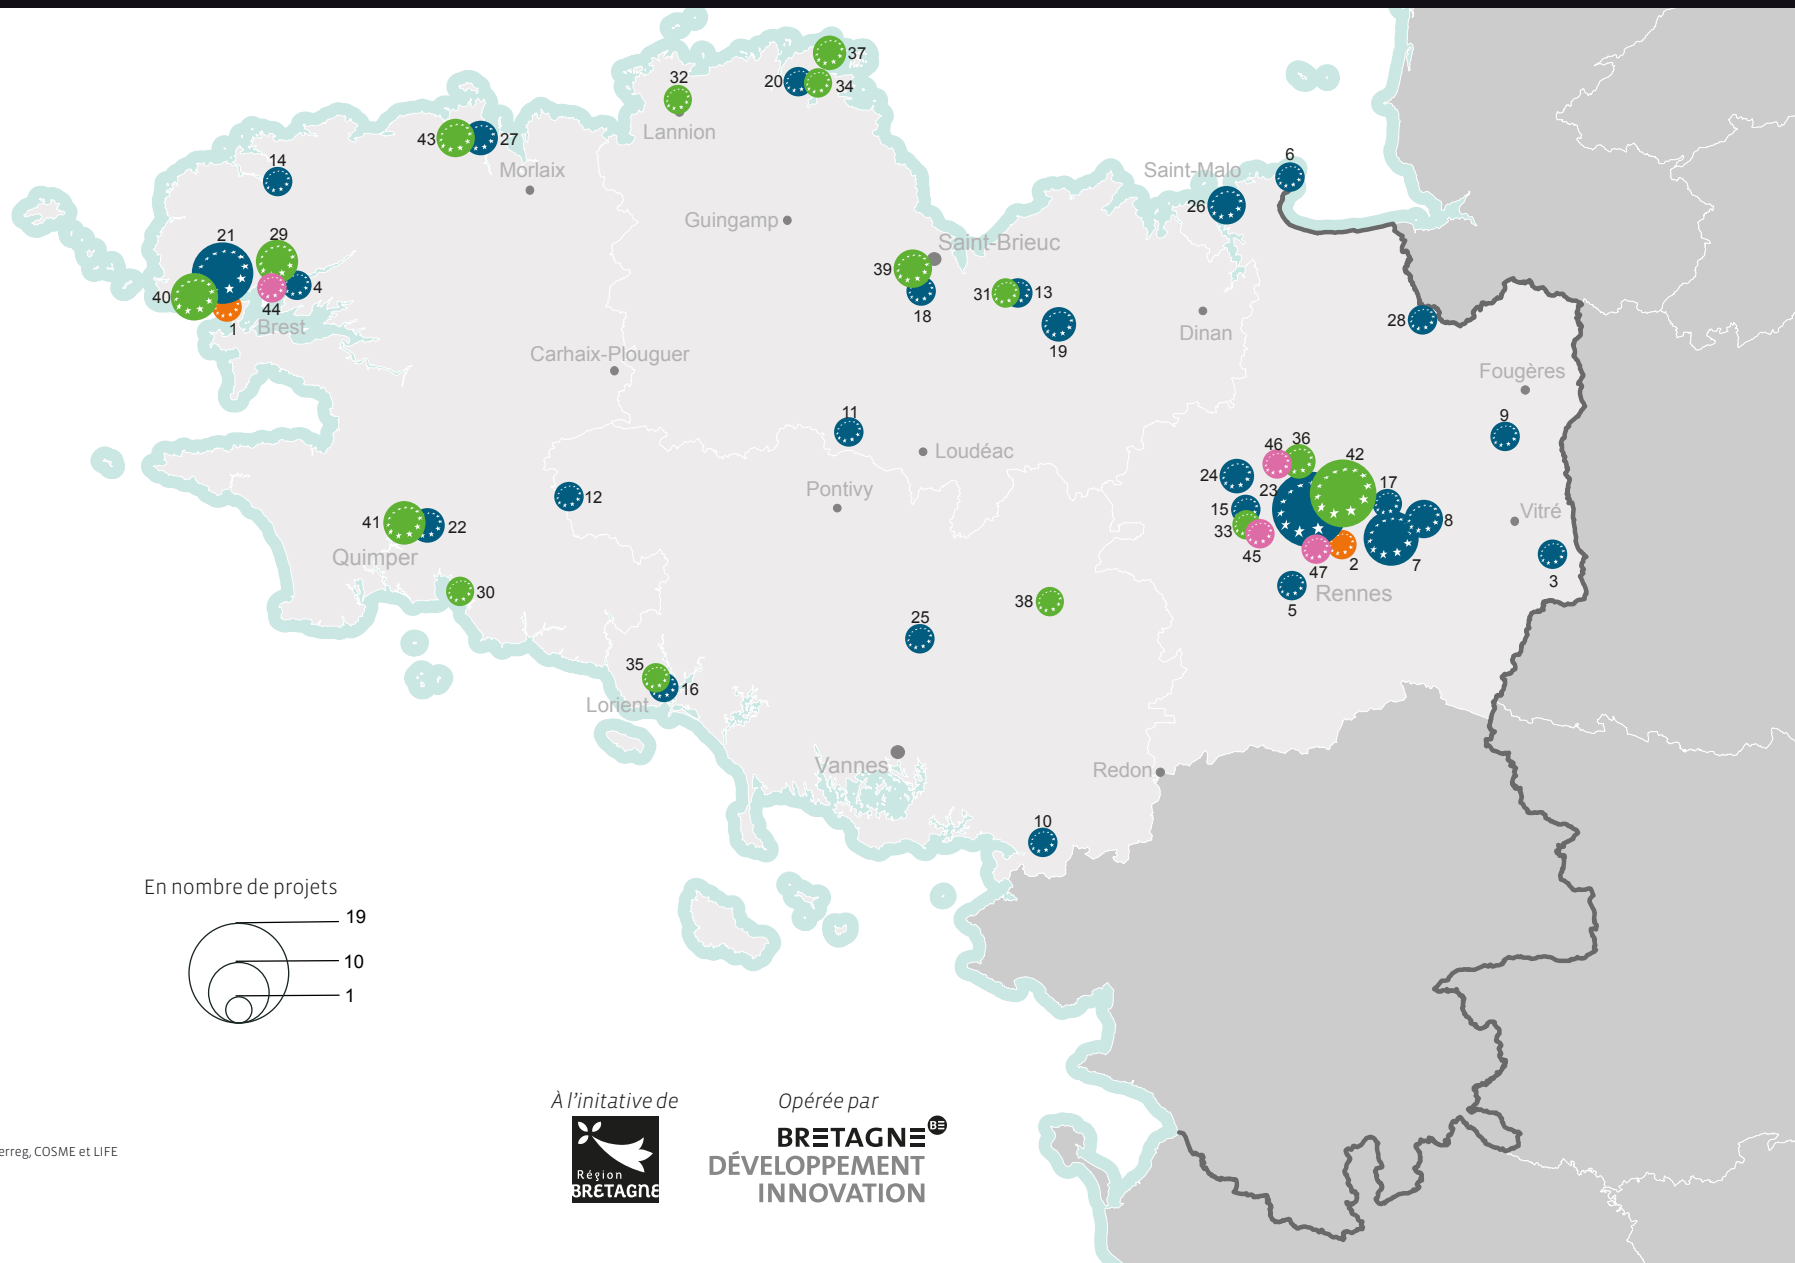 37
20
34
32
Lannion
43
27
14
Morlaix
6
Saint-Malo
26
Guingamp
21
29
Saint-Brieuc
39
40
4
44
1
Brest
18
31
13
19
Dinan
28
Carhaix-Plouguer
Fougères
11
9
Loudéac
46
36
42
24
23
17
12
Pontivy
15
8
Vitré
41
22
33
45
47
2
7
3
Quimper
5
Rennes
30
38
25
35
16
Lorient
Vannes
Redon
10
En nombre de projets
19
10
1
À l'initative de
Région
BRETAGNE
Opérée par
BRETAGNE BE
DÉVELOPPEMENT
INNOVATION
erreg, COSME et LIFE